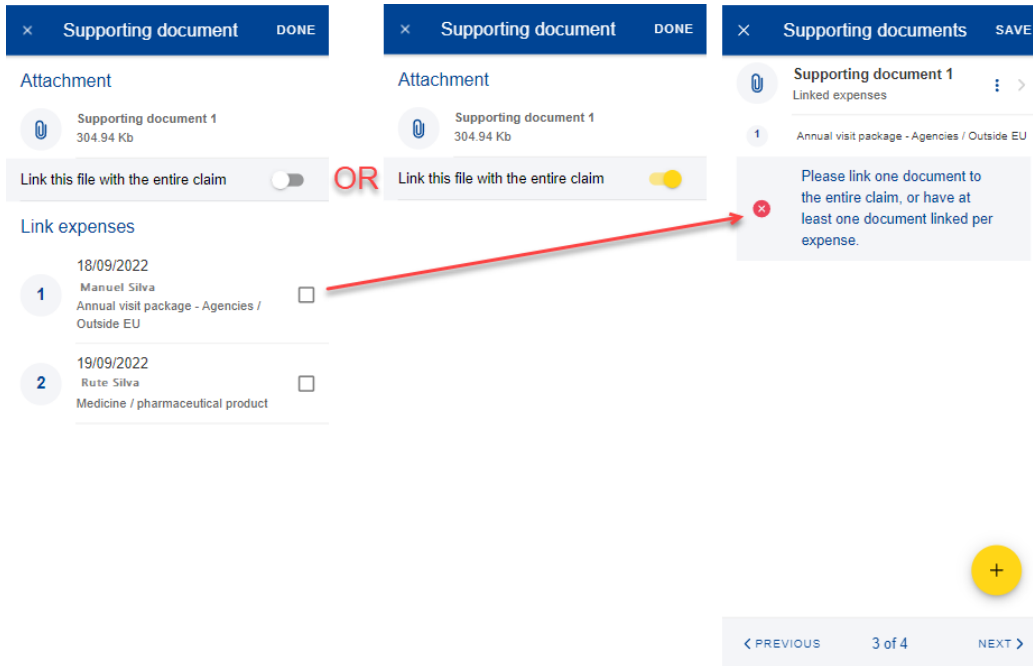 × Supporting document DONE
Attachment
Supporting document 1
304.94 Kb
Link this file with the entire claim
Link expenses
1
18/09/2022
Manuel Silva
Annual visit package - Agencies /
Outside EU
2
19/09/2022
Rute Silva
Medicine / pharmaceutical product
OR
× Supporting document DONE
Attachment
Supporting document 1
304.94 Kb
Link this file with the entire claim
× Supporting documents SAVE
Supporting document 1
Linked expenses
1 Annual visit package - Agencies / Outside EU
Please link one document to
the entire claim, or have at
least one document linked per
expense.
+
< PREVIOUS 3 of 4 NEXT >